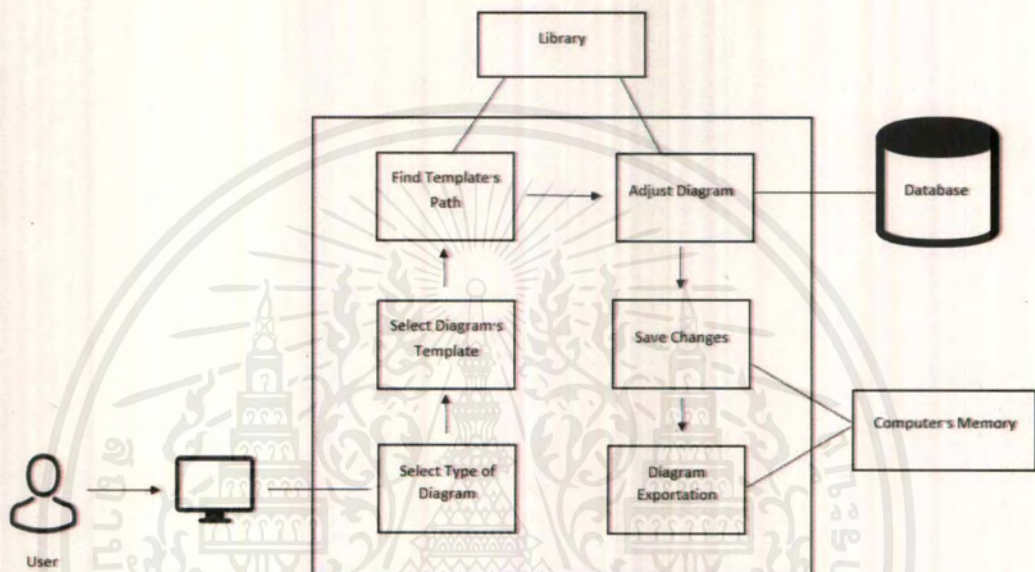 Library
Find Template's
Path
Adjust Diagram
Database
Select Diagram's
Template
Save Changes
Computer's Memory
Select Type of
Diagram
Diagram
Exportation
User